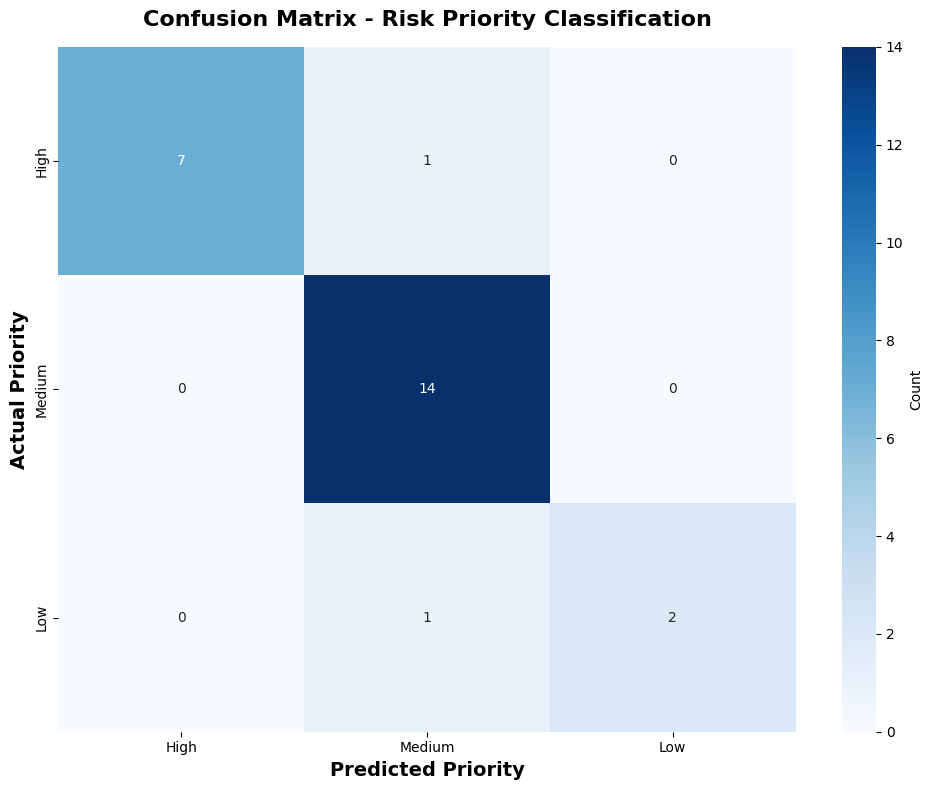 Confusion Matrix - Risk Priority Classification
Actual Priority
High
7 1 0
Medium
0 14 0
Low
0 1 2
High Medium Low
Predicted Priority
14
12
10
8
6
4
2
0
Count